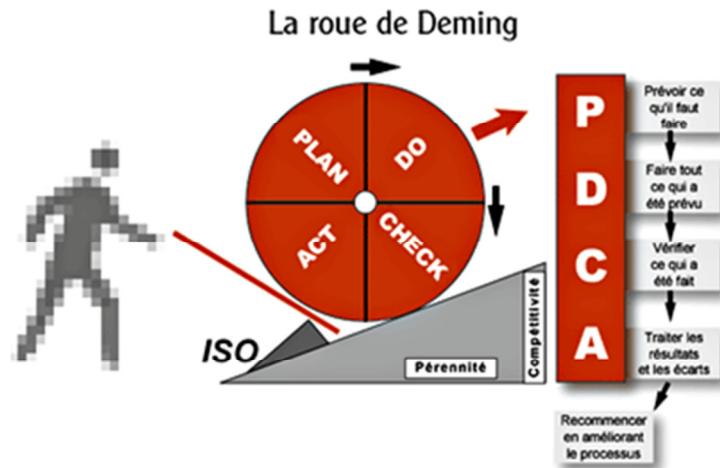 La roue de Deming
PLAN
DO
ACT
CHECK
ISO
Pérennité
Compétitivité
P
D
C
A
Prévoir ce
qu'il faut
faire
Faire tout
ce qui a
été prévu
Vérifier
ce qui a
été fait
Traiter les
résultats
et les écarts
Recommencer
en améliorant
le processus